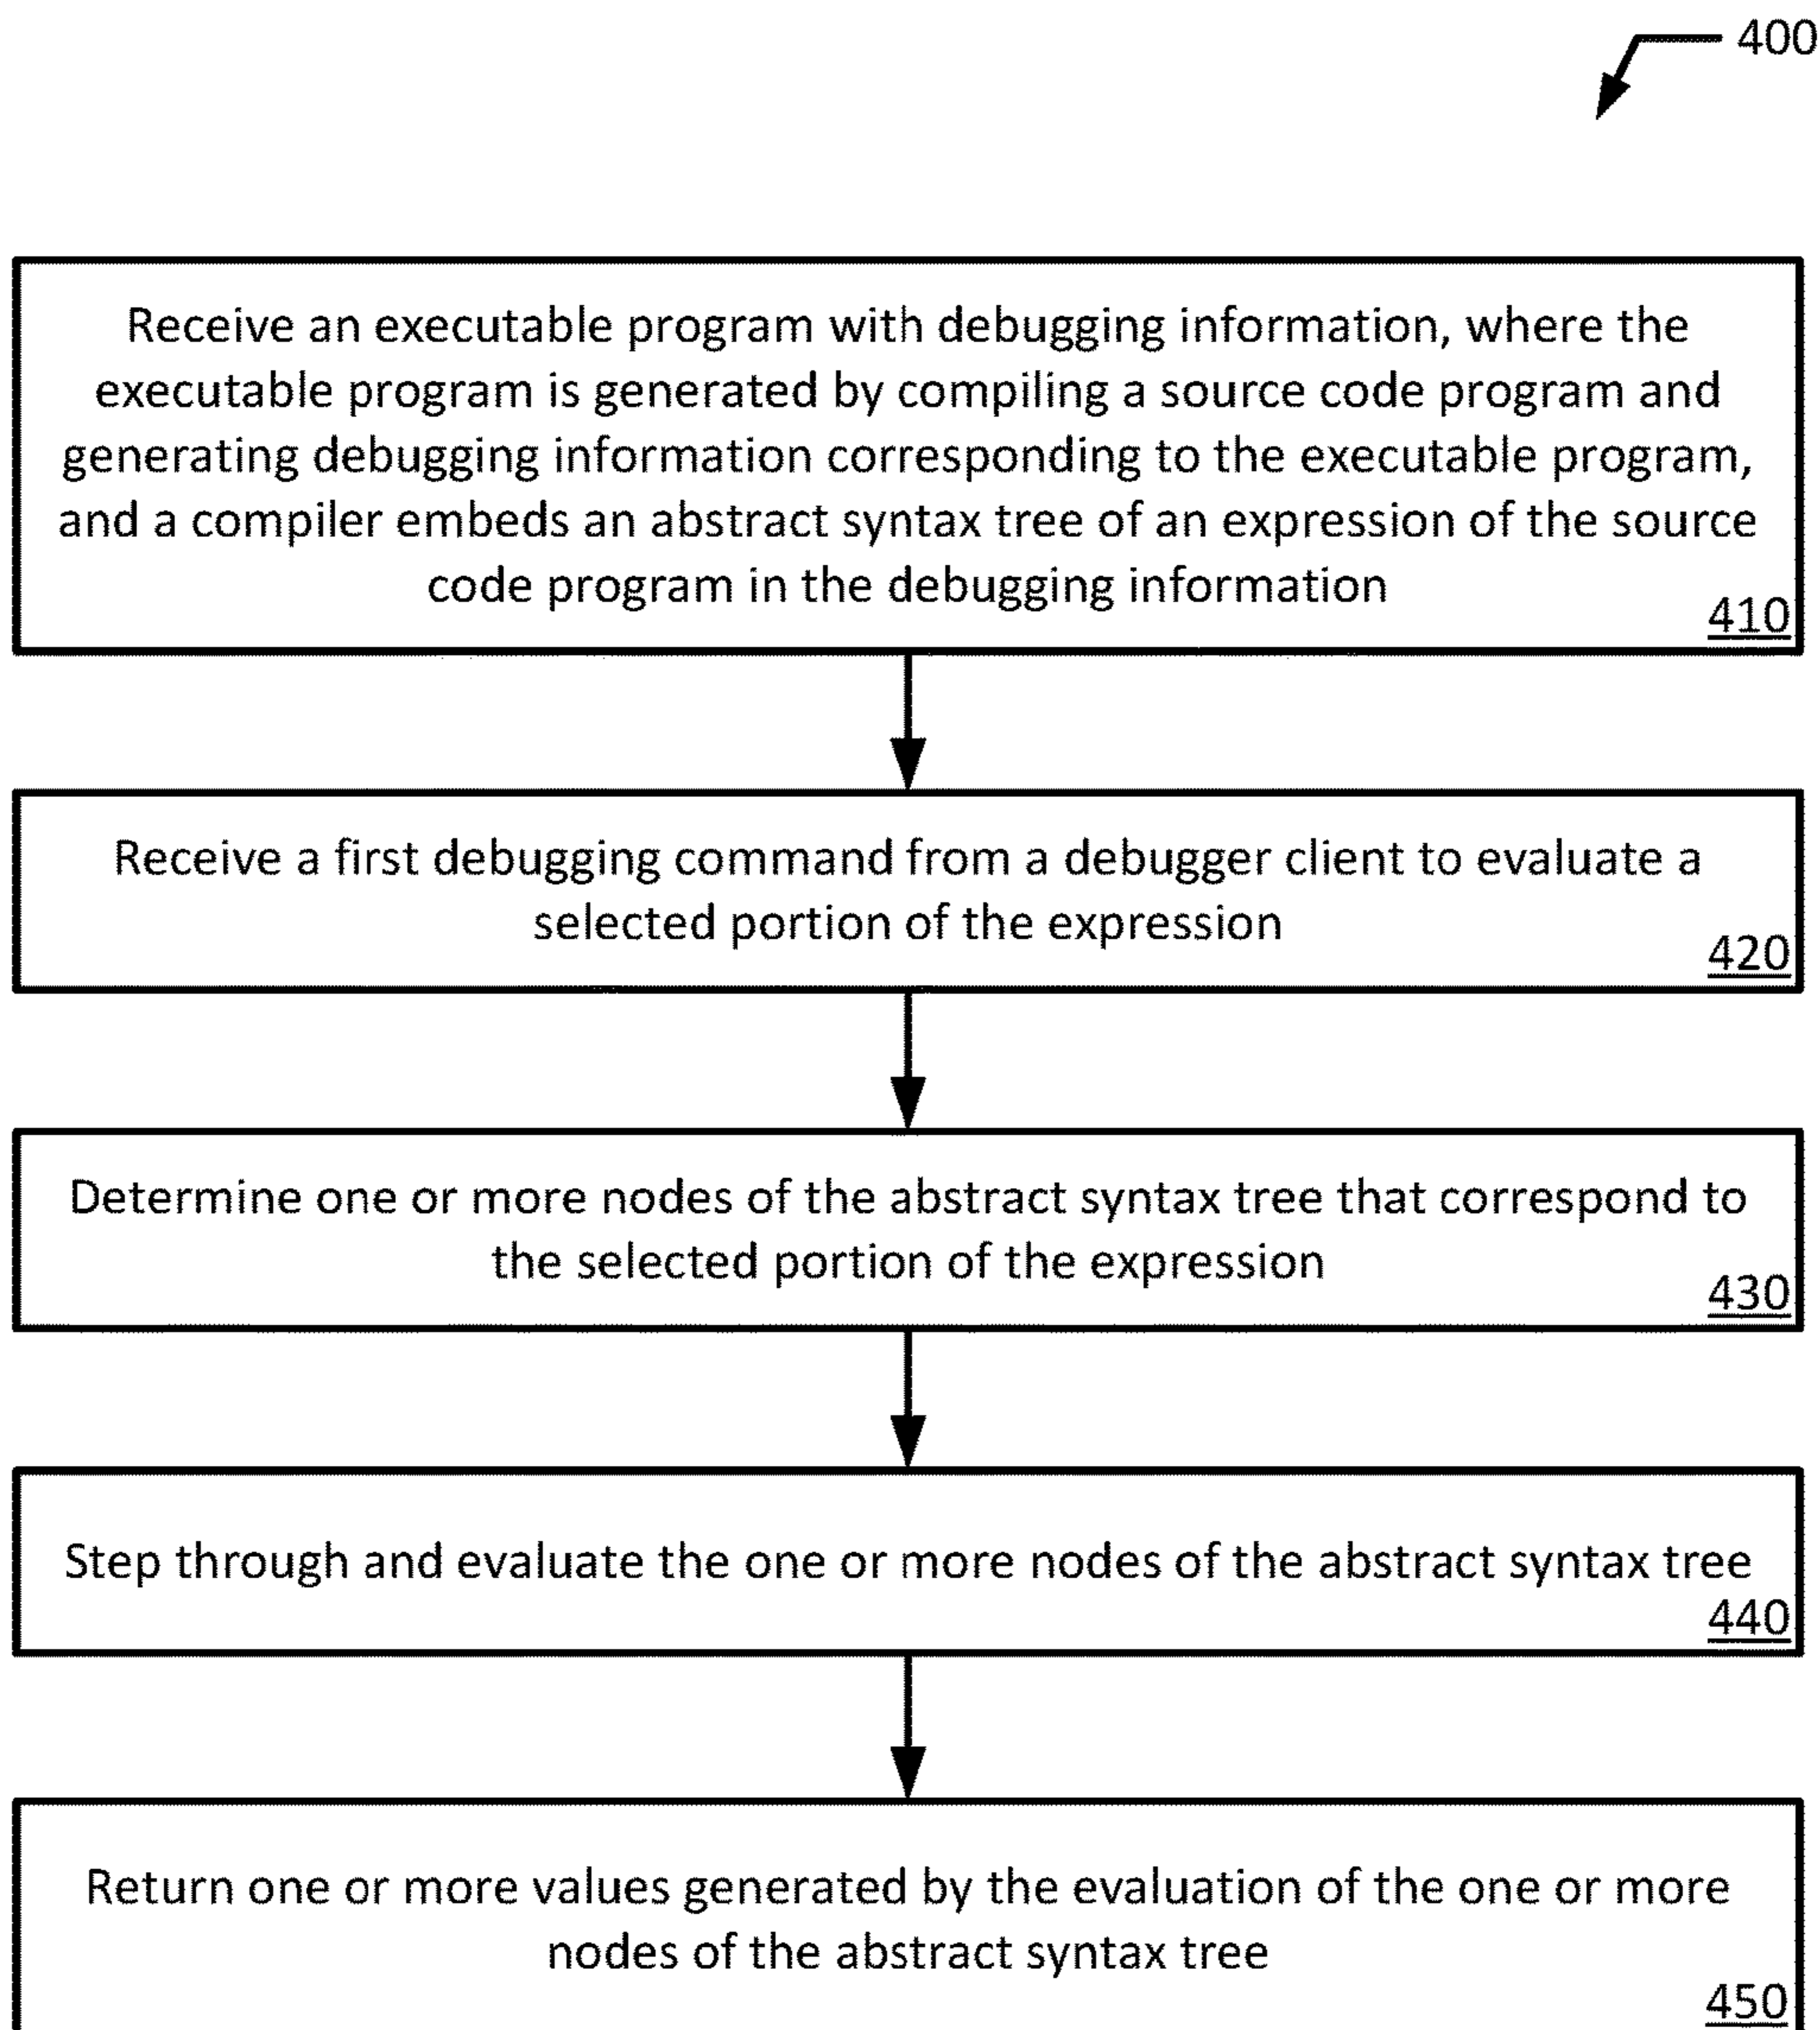 400
Receive an executable program with debugging information, where the
executable program is generated by compiling a source code program and
generating debugging information corresponding to the executable program,
and a compiler embeds an abstract syntax tree of an expression of the source
code program in the debugging information
410
Receive a first debugging command from a debugger client to evaluate a
selected portion of the expression
420
Determine one or more nodes of the abstract syntax tree that correspond to
the selected portion of the expression
430
Step through and evaluate the one or more nodes of the abstract syntax tree
440
Return one or more values generated by the evaluation of the one or more
nodes of the abstract syntax tree
450